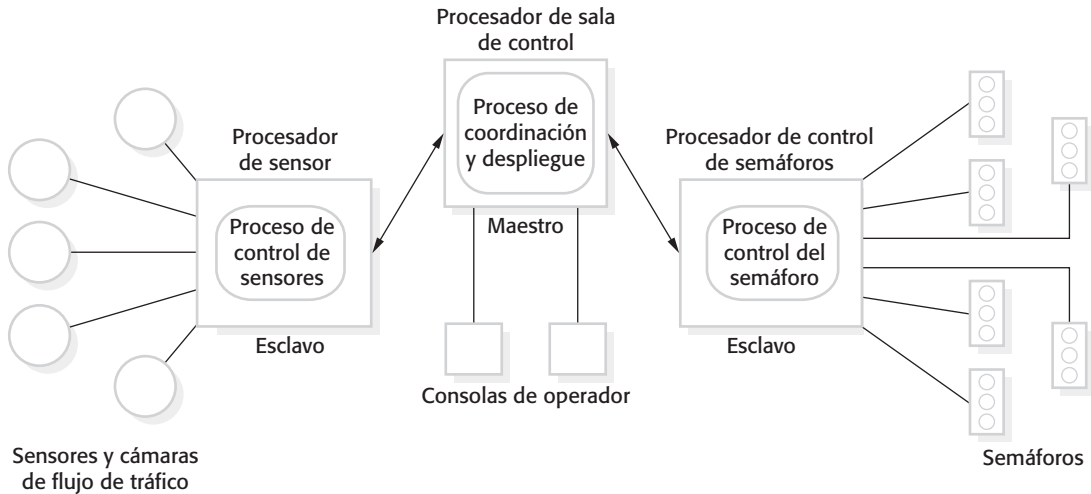 Procesador de sala
de control
Proceso de
coordinación
y despliegue
Maestro
Procesador
de sensor
Proceso de
control de
sensores
Esclavo
Procesador de control
de semáforos
Proceso de
control del
semáforo
Esclavo
Consolas de operador
Sensores y cámaras
de flujo de tráfico
Semáforos